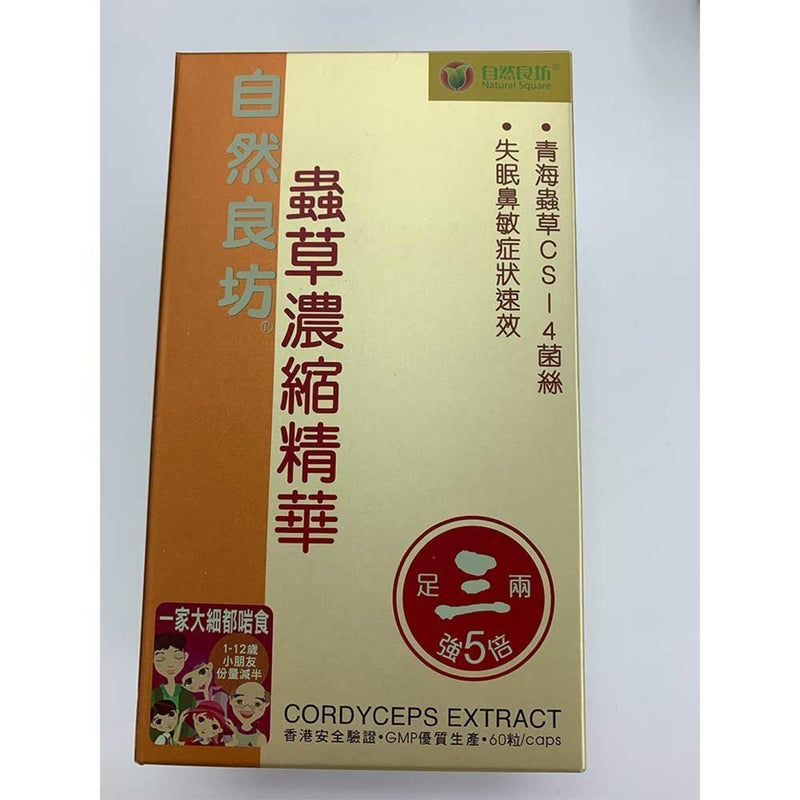 自然良坊®
Natural Square
自然良坊®
蟲草濃縮精華
•青海蟲草CS-4菌絲
•失眠鼻敏症狀速效
足三兩
強5倍
一家大細都啱食
1-12歲
小朋友
份量減半
CORDYCEPS EXTRACT
香港安全驗證•GMP優質生產•60粒/caps